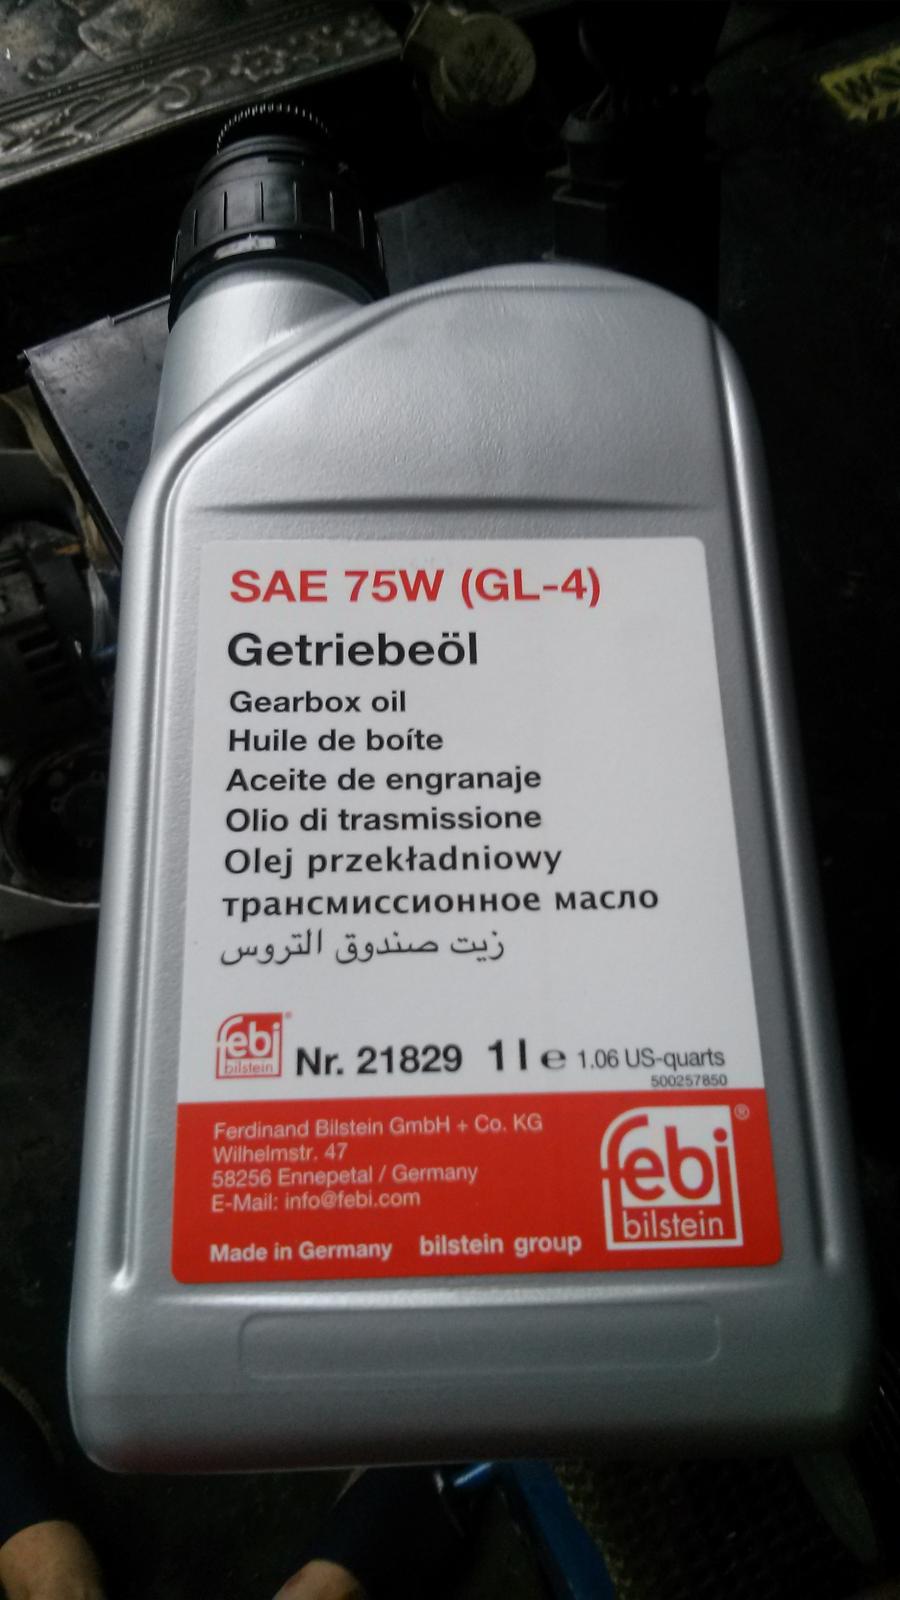 SAE 75W (GL-4)
Getriebeöl
Gearbox oil
Huile de boíte
Aceite de engranaje
Olio di trasmissione
Olej przekładniowy
трансмиссионное масло
زيت صندوق التروس
febi®
bilstein
Nr. 21829 1 l e 1.06 US-quarts
500257850
Ferdinand Bilstein GmbH + Co. KG
Wilhelmstr. 47
58256 Ennepetal / Germany
E-Mail: info@febi.com
Made in Germany bilstein group
febi®
bilstein